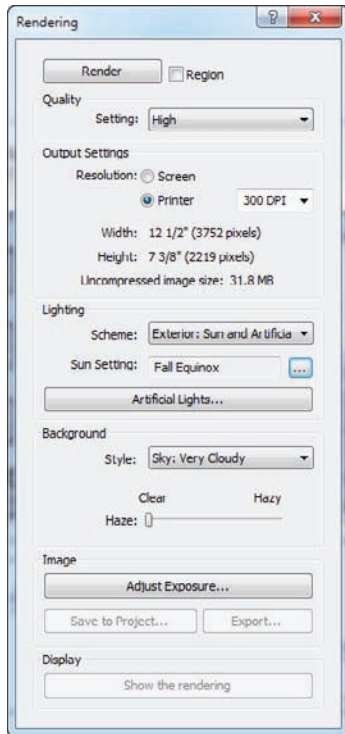 Rendering
Render Region
Quality
Setting: High
Output Settings
Resolution: Screen
Printer 300 DPI
Width: 12 1/2" (3752 pixels)
Height: 7 3/8" (2219 pixels)
Uncompressed image size: 31.8 MB
Lighting
Scheme: Exterior: Sun and Artificia
Sun Setting: Fall Equinox ...
Artificial Lights...
Background
Style: Sky: Very Cloudy
Clear Hazy
Haze:
Image
Adjust Exposure...
Save to Project... Export...
Display
Show the rendering